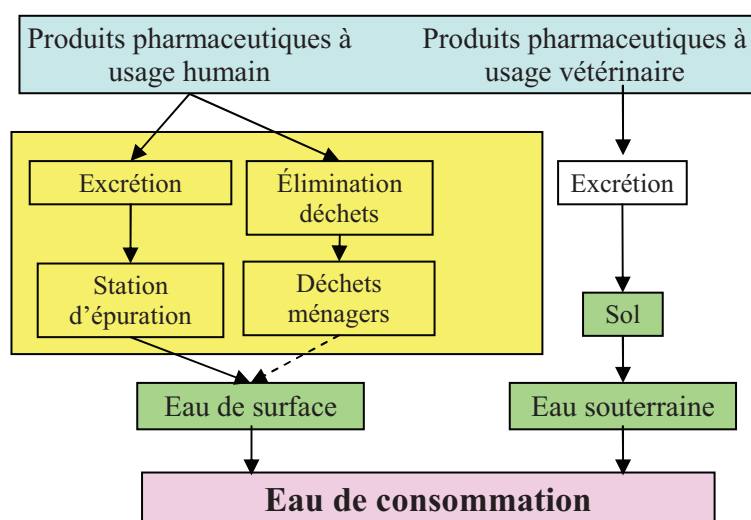 Produits pharmaceutiques à
usage humain
Produits pharmaceutiques à
usage vétérinaire
Excrétion
Élimination
déchets
Excrétion
Station
d’épuration
Déchets
ménagers
Sol
Eau de surface
Eau souterraine
Eau de consommation